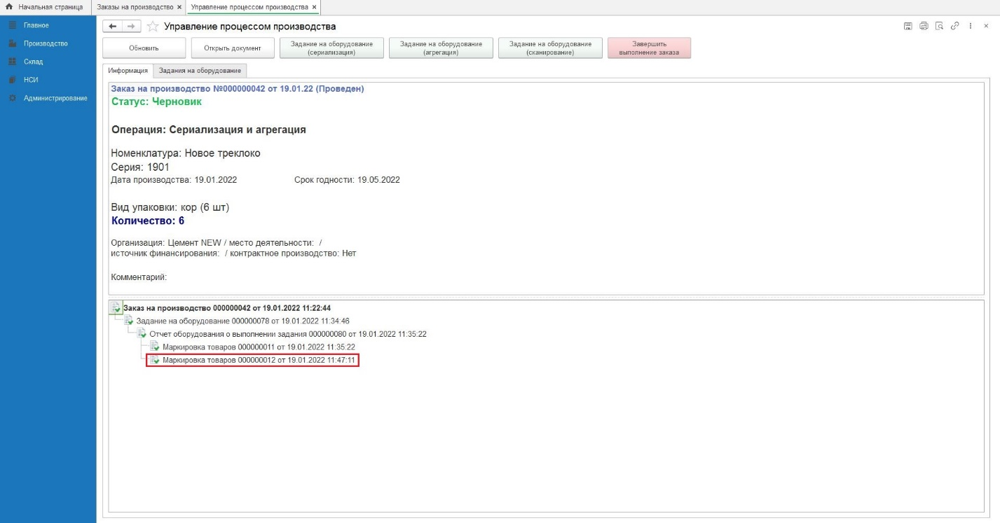 Начальная страница
Заказы на производство ×
Управление процессом производства ×
Главное
Производство
Склад
НСИ
Администрирование
Управление процессом производства
Обновить
Открыть документ
Задание на оборудование
(сериализация)
Задание на оборудование
(агрегация)
Задание на оборудование
(сканирование)
Завершить
выполнение заказа
Информация
Задания на оборудование
Заказ на производство №000000042 от 19.01.22 (Проведен)
Статус: Черновик
Операция: Сериализация и агрегация
Номенклатура: Новое треклоко
Серия: 1901
Дата производства: 19.01.2022 Срок годности: 19.05.2022
Вид упаковки: кор (6 шт)
Количество: 6
Организация: Цемент NEW / место деятельности: /
источник финансирования: / контрактное производство: Нет
Комментарий:
Заказ на производство 000000042 от 19.01.2022 11:22:44
Задание на оборудование 000000078 от 19.01.2022 11:34:46
Отчет оборудования о выполнении задания 000000080 от 19.01.2022 11:35:22
Маркировка товаров 000000011 от 19.01.2022 11:35:22
Маркировка товаров 000000012 от 19.01.2022 11:47:11